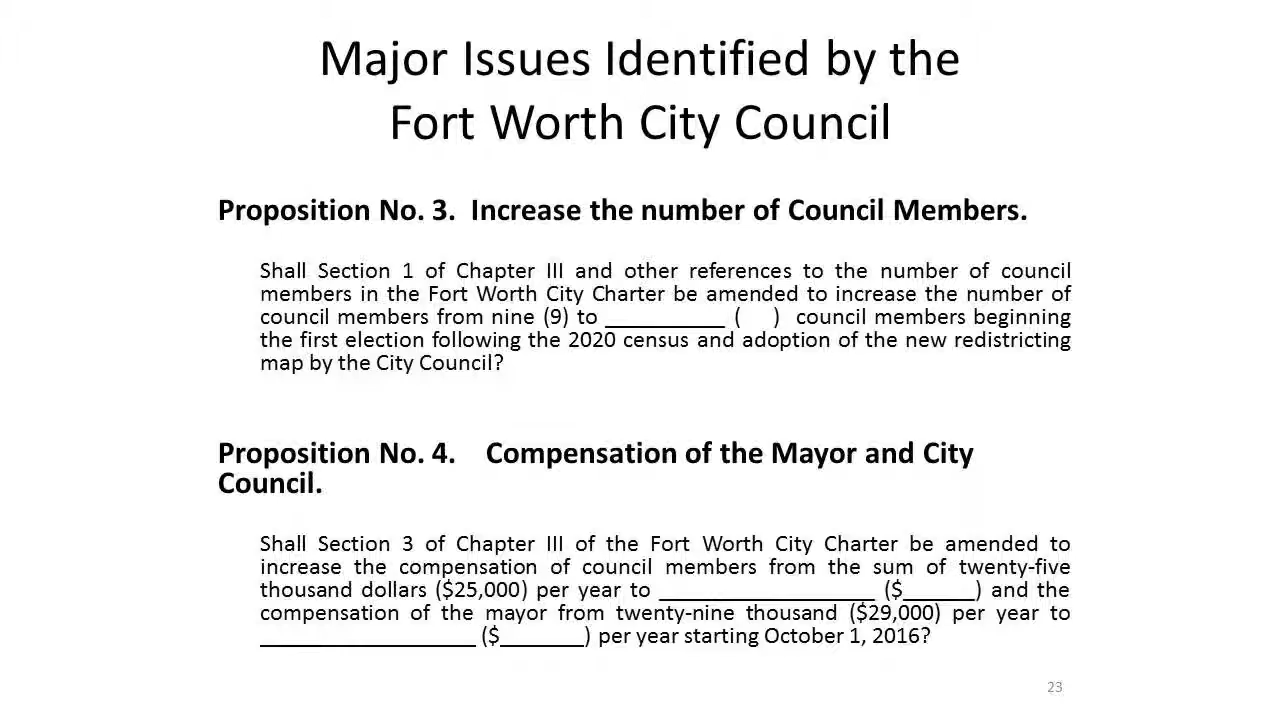 Major Issues Identified by the
Fort Worth City Council
Proposition No. 3.  Increase the number of Council Members.
Shall Section 1 of Chapter III and other references to the number of council
members in the Fort Worth City Charter be amended to increase the number of
council members from nine (9) to __________ (    )  council members beginning
the first election following the 2020 census and adoption of the new redistricting
map by the City Council?
Proposition No. 4.    Compensation of the Mayor and City
Council.
Shall Section 3 of Chapter III of the Fort Worth City Charter be amended to
increase the compensation of council members from the sum of twenty-five
thousand dollars ($25,000) per year to __________________ ($______) and the
compensation of the mayor from twenty-nine thousand ($29,000) per year to
__________________ ($_______) per year starting October 1, 2016?
23